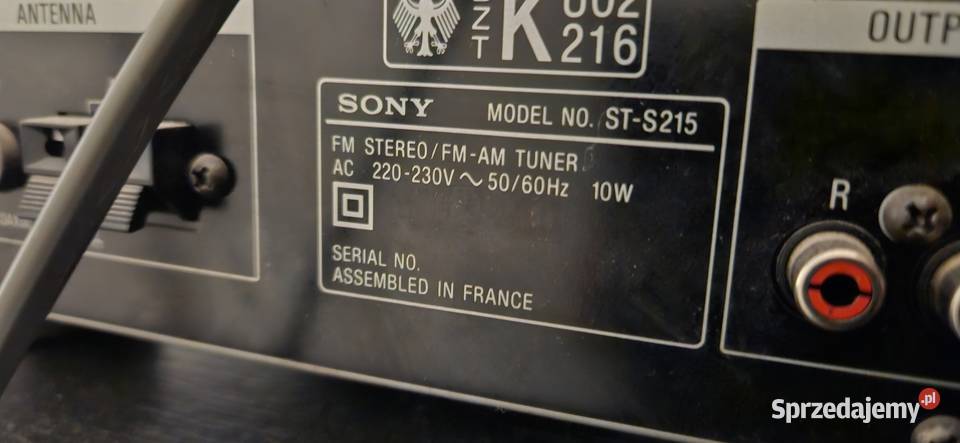 ANTENNA
ZZT K 002
216
OUTP
SONY MODEL NO. ST-S215
FM STEREO/FM-AM TUNER
AC 220-230V ~ 50/60Hz 10W
R
SERIAL NO.
ASSEMBLED IN FRANCE
Sprzedajemy.pl